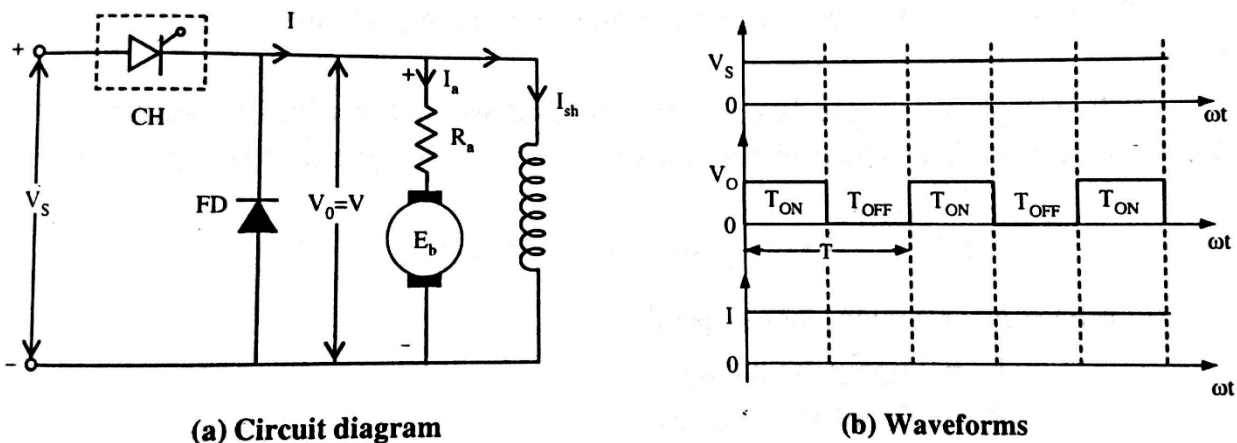 I
+
CH
V_S
FD
V_0=V
+
I_a
R_a
E_b
I_sh
–
–
(a) Circuit diagram
V_S
0
ωt
V_O
T_ON
T_OFF
T_ON
T_OFF
T_ON
0
ωt
T
I
0
ωt
(b) Waveforms